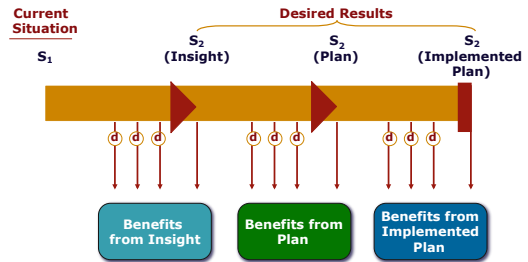 Current
Situation
Desired Results
S1
S2
(Insight)
S2
(Plan)
S2
(Implemented
Plan)
d d d d d d d d d
Benefits
from Insight
Benefits from
Plan
Benefits from
Implemented
Plan